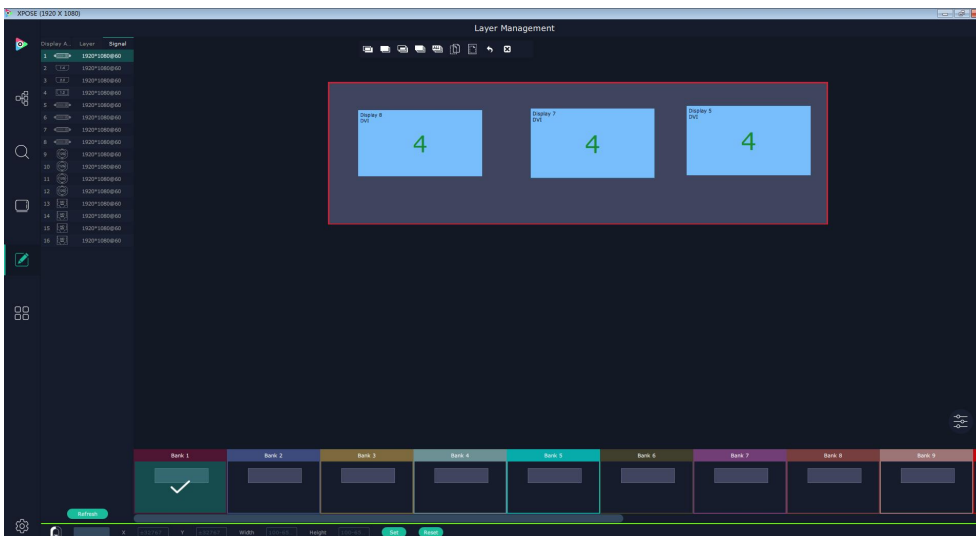 XPOSE (1920 X 1080)
Layer Management
Display A.. Layer Signal
1 1920*1080@60
2 1920*1080@60
3 1920*1080@60
4 1920*1080@60
5 1920*1080@60
6 1920*1080@60
7 1920*1080@60
8 1920*1080@60
9 1920*1080@60
10 1920*1080@60
11 1920*1080@60
12 1920*1080@60
13 1920*1080@60
14 1920*1080@60
15 1920*1080@60
16 1920*1080@60
Display 8
DVI
4
Display 7
DVI
4
Display 5
DVI
4
Bank 1 Bank 2 Bank 3 Bank 4 Bank 5 Bank 6 Bank 7 Bank 8 Bank 9
Refresh
X Y Width Height Set Reset